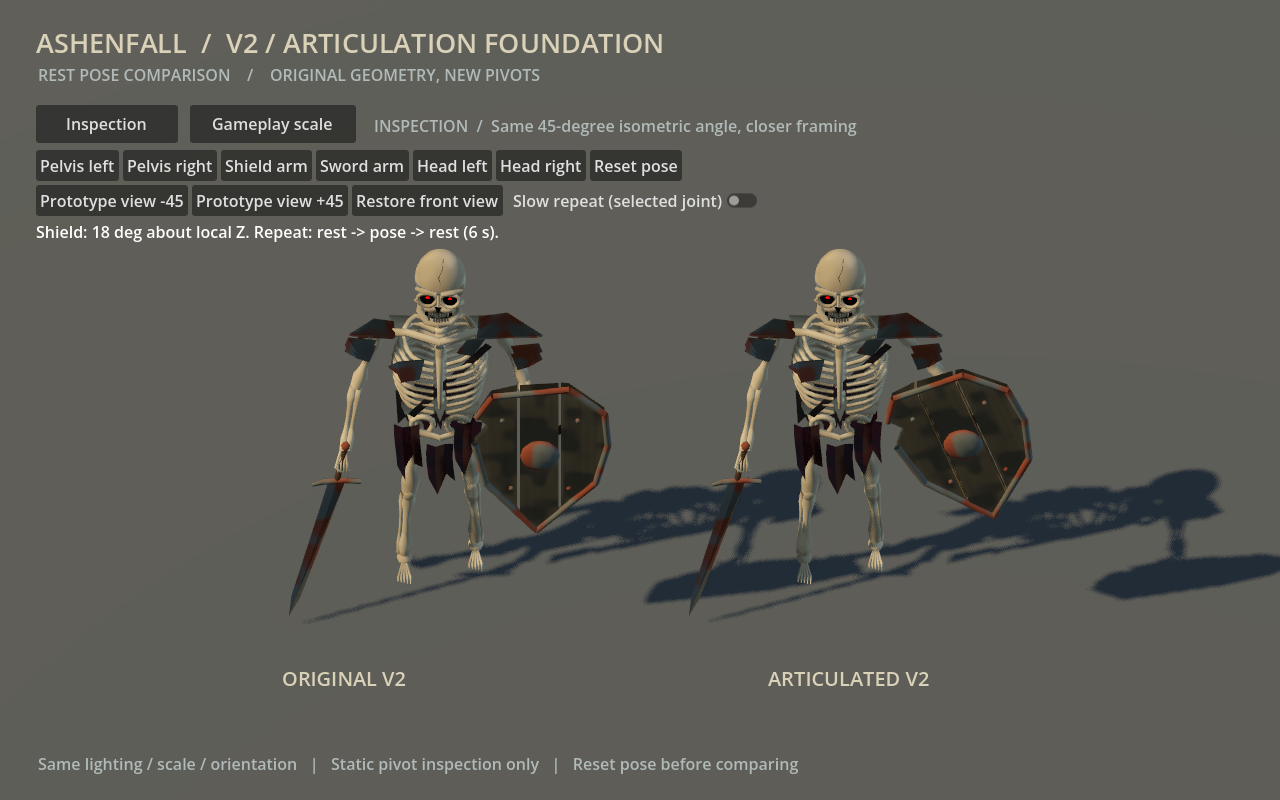 ASHENFALL / V2 / ARTICULATION FOUNDATION
REST POSE COMPARISON / ORIGINAL GEOMETRY, NEW PIVOTS
Inspection Gameplay scale INSPECTION / Same 45-degree isometric angle, closer framing
Pelvis left Pelvis right Shield arm Sword arm Head left Head right Reset pose
Prototype view -45 Prototype view +45 Restore front view Slow repeat (selected joint)
Shield: 18 deg about local Z. Repeat: rest -> pose -> rest (6 s).
ORIGINAL V2 ARTICULATED V2
Same lighting / scale / orientation | Static pivot inspection only | Reset pose before comparing